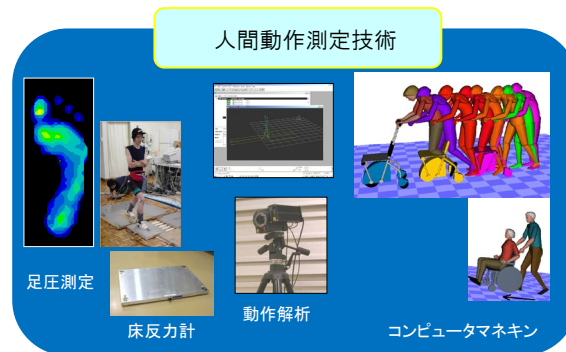 人間動作測定技術
足圧測定
床反力計
動作解析
コンピュータマネキン